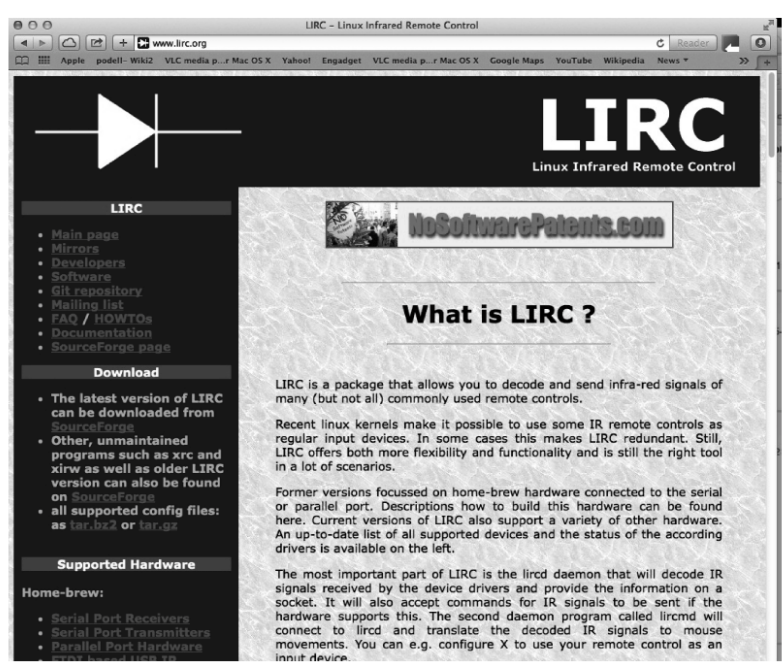 LIRC – Linux Infrared Remote Control
www.lirc.org
Reader
Apple podell- Wiki2 VLC media p...r Mac OS X Yahoo! Engadget VLC media p...r Mac OS X Google Maps YouTube Wikipedia News
LIRC
Linux Infrared Remote Control
LIRC
Main page
Mirrors
Developers
Software
Git repository
Mailing list
FAQ / HOWTOs
Documentation
SourceForge page
Download
The latest version of LIRC
can be downloaded from
SourceForge
Other, unmaintained
programs such as xrc and
xirw as well as older LIRC
version can also be found
on SourceForge
all supported config files:
as tar.bz2 or tar.gz
Supported Hardware
Home-brew:
Serial Port Receivers
Serial Port Transmitters
Parallel Port Hardware
FTDI based USB IR
NO
NoSoftwarePatents.com
What is LIRC ?
LIRC is a package that allows you to decode and send infra-red signals of
many (but not all) commonly used remote controls.
Recent linux kernels make it possible to use some IR remote controls as
regular input devices. In some cases this makes LIRC redundant. Still,
LIRC offers both more flexibility and functionality and is still the right tool
in a lot of scenarios.
Former versions focussed on home-brew hardware connected to the serial
or parallel port. Descriptions how to build this hardware can be found
here. Current versions of LIRC also support a variety of other hardware.
An up-to-date list of all supported devices and the status of the according
drivers is available on the left.
The most important part of LIRC is the lircd daemon that will decode IR
signals received by the device drivers and provide the information on a
socket. It will also accept commands for IR signals to be sent if the
hardware supports this. The second daemon program called lircmd will
connect to lircd and translate the decoded IR signals to mouse
movements. You can e.g. configure X to use your remote control as an
input device.